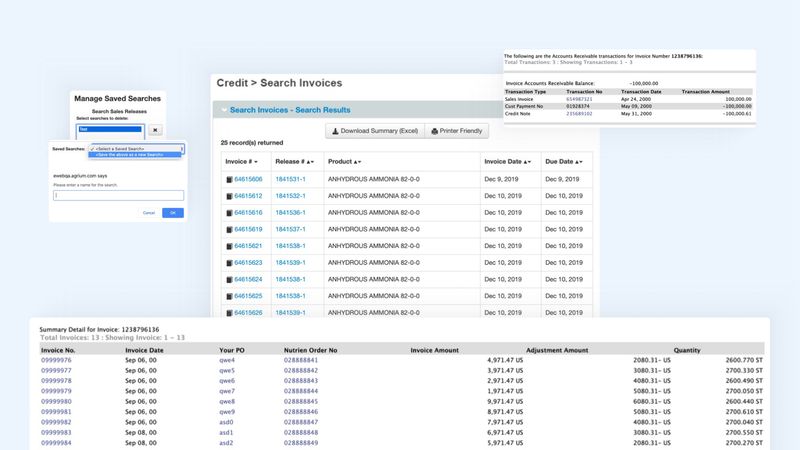 The following are the Accounts Receivable transactions for Invoice Number 1238796136:
Total Tranactions: 3 : Showing Transactions: 1 - 3
Invoice Accounts Receivable Balance: -100,000.00
Transaction Type Transaction No Transaction Date Transaction Amount
Sales Invoice 654987321 Apr 24, 2000 100,000.00
Cust Payment No 01928374 May 09, 2000 -100,000.00
Credit Note 235689102 May 31, 2000 -100,000.61
Credit > Search Invoices
Search Invoices - Search Results
Download Summary (Excel) Printer Friendly
25 record(s) returned
Invoice # Release # Product Invoice Date Due Date
64615606 1841531-1 ANHYDROUS AMMONIA 82-0-0 Dec 9, 2019 Dec 9, 2019
64615612 1841532-1 ANHYDROUS AMMONIA 82-0-0 Dec 10, 2019 Dec 10, 2019
64615616 1841536-1 ANHYDROUS AMMONIA 82-0-0 Dec 10, 2019 Dec 10, 2019
64615619 1841537-1 ANHYDROUS AMMONIA 82-0-0 Dec 10, 2019 Dec 10, 2019
64615621 1841538-1 ANHYDROUS AMMONIA 82-0-0 Dec 10, 2019 Dec 10, 2019
64615623 1841539-1 ANHYDROUS AMMONIA 82-0-0 Dec 10, 2019 Dec 10, 2019
64615624 1841538-1 ANHYDROUS AMMONIA 82-0-0 Dec 10, 2019 Dec 10, 2019
64615625 1841538-1 ANHYDROUS AMMONIA 82-0-0 Dec 10, 2019 Dec 10, 2019
64615626 1841539-1 ANHYDROUS AMMONIA 82-0-0 Dec 10, 2019 Dec 10, 2019
Manage Saved Searches
Search Sales Releases
Select searches to delete:
Test
Saved Searches: <Select a Saved Search>
<Save the above as a new Search>
ewebqa.agrium.com says
Please enter a name for the search.
Cancel OK
Summary Detail for Invoice: 1238796136
Total Invoices: 13 : Showing Invoice: 1 - 13
Invoice No. Invoice Date Your PO Nutrien Order No Invoice Amount Adjustment Amount Quantity
09999976 Sep 06, 00 qwe4 028888841 4,971.47 US 2080.31- US 2600.770 ST
09999977 Sep 06, 00 qwe5 028888842 3,971.47 US 3080.31- US 2700.330 ST
09999978 Sep 06, 00 qwe6 028888843 2,971.47 US 4080.31- US 2600.490 ST
09999979 Sep 06, 00 qwe7 028888844 1,971.47 US 5080.31- US 2700.050 ST
09999980 Sep 06, 00 qwe8 028888845 9,971.47 US 6080.31- US 2600.440 ST
09999981 Sep 06, 00 qwe9 028888846 8,971.47 US 5080.31- US 2700.610 ST
09999982 Sep 06, 00 asd0 028888847 7,971.47 US 4080.31- US 2700.040 ST
09999983 Sep 08, 00 asd1 028888848 6,971.47 US 3080.31- US 2700.550 ST
09999984 Sep 08, 00 asd2 028888849 5,971.47 US 2080.31- US 2700.270 ST